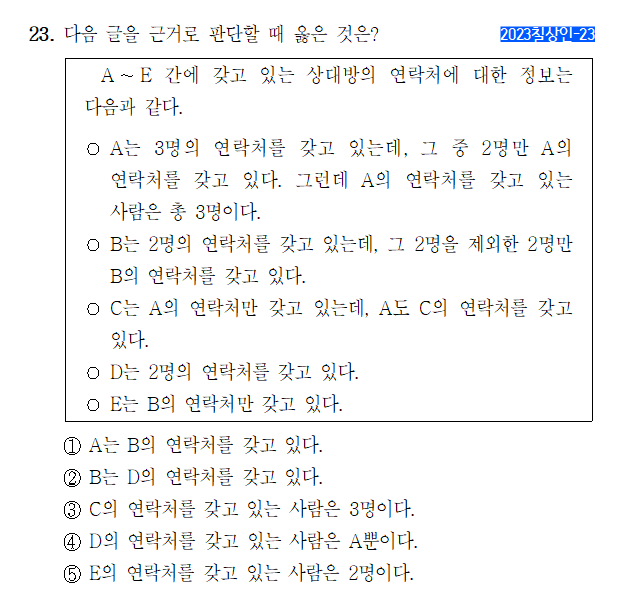 23. 다음 글을 근거로 판단할 때 옳은 것은? 2023칠상인-23
A ~ E 간에 갖고 있는 상대방의 연락처에 대한 정보는
다음과 같다.
○ A는 3명의 연락처를 갖고 있는데, 그 중 2명만 A의
연락처를 갖고 있다. 그런데 A의 연락처를 갖고 있는
사람은 총 3명이다.
○ B는 2명의 연락처를 갖고 있는데, 그 2명을 제외한 2명만
B의 연락처를 갖고 있다.
○ C는 A의 연락처만 갖고 있는데, A도 C의 연락처를 갖고
있다.
○ D는 2명의 연락처를 갖고 있다.
○ E는 B의 연락처만 갖고 있다.
① A는 B의 연락처를 갖고 있다.
② B는 D의 연락처를 갖고 있다.
③ C의 연락처를 갖고 있는 사람은 3명이다.
④ D의 연락처를 갖고 있는 사람은 A뿐이다.
⑤ E의 연락처를 갖고 있는 사람은 2명이다.